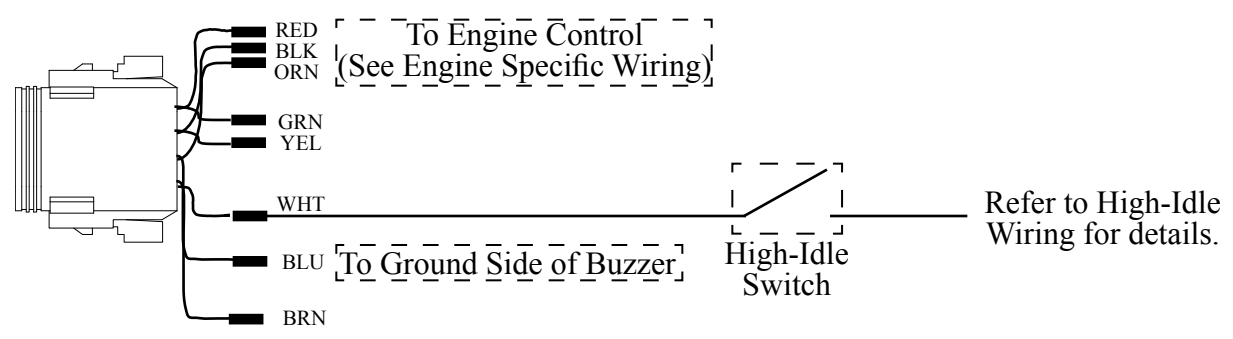 RED
BLK
ORN
To Engine Control
(See Engine Specific Wiring)
GRN
YEL
WHT
High-Idle
Switch
Refer to High-Idle
Wiring for details.
BLU
To Ground Side of Buzzer
BRN